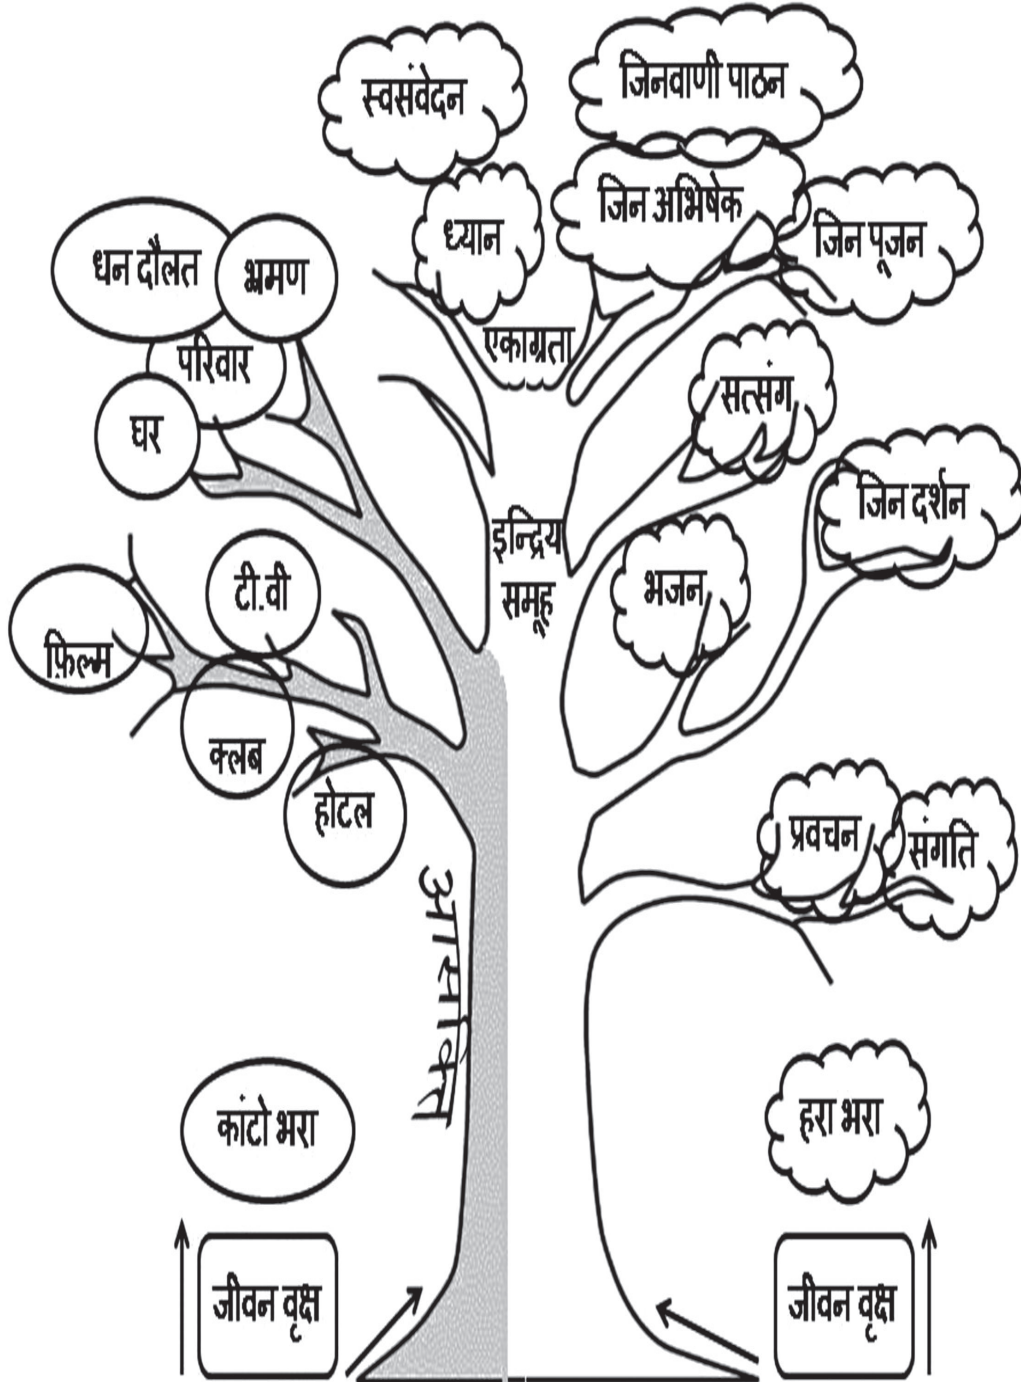 स्वसंवेदन
जिनवाणी पाठन
ध्यान
जिन अभिषेक
जिन पूजन
धन दौलत
भ्रमण
एकाग्रता
परिवार
घर
सत्संग
जिन दर्शन
इन्द्रिय
समूह
टी.वी
भजन
फ़िल्म
क्लब
होटल
प्रवचन
संगति
आसक्ति
कांटो भरा
हरा भरा
जीवन वृक्ष
जीवन वृक्ष